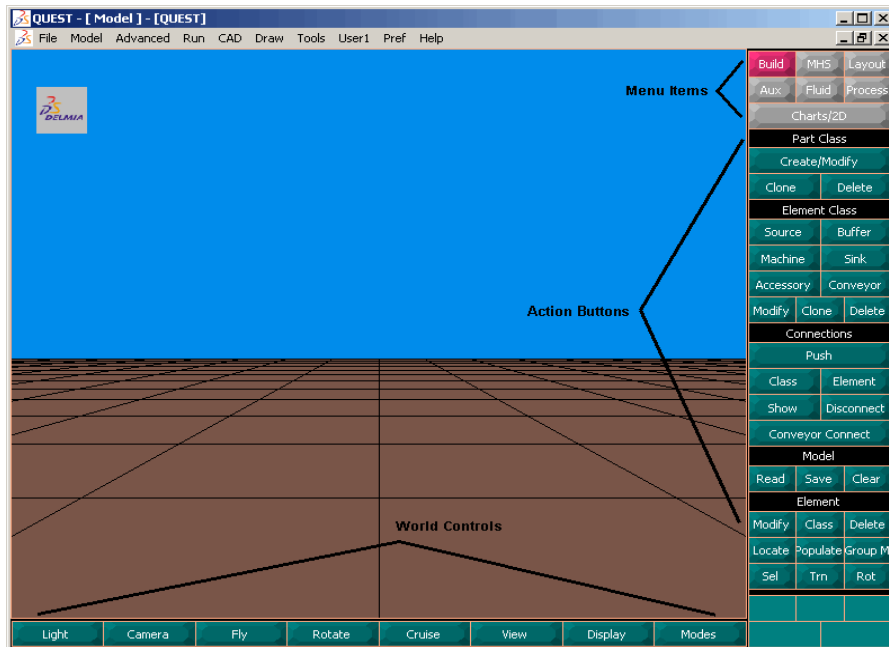 QUEST - [ Model ] - [QUEST]
File Model Advanced Run CAD Draw Tools User1 Pref Help
Build MHS Layout
Menu Items
Aux Fluid Process
DELMIA
Charts/2D
Part Class
Create/Modify
Clone Delete
Element Class
Source Buffer
Machine Sink
Accessory Conveyor
Action Buttons
Modify Clone Delete
Connections
Push
Class Element
Show Disconnect
Conveyor Connect
Model
Read Save Clear
Element
World Controls
Modify Class Delete
Locate Populate Group M
Sel Trn Rot
Light Camera Fly Rotate Cruise View Display Modes